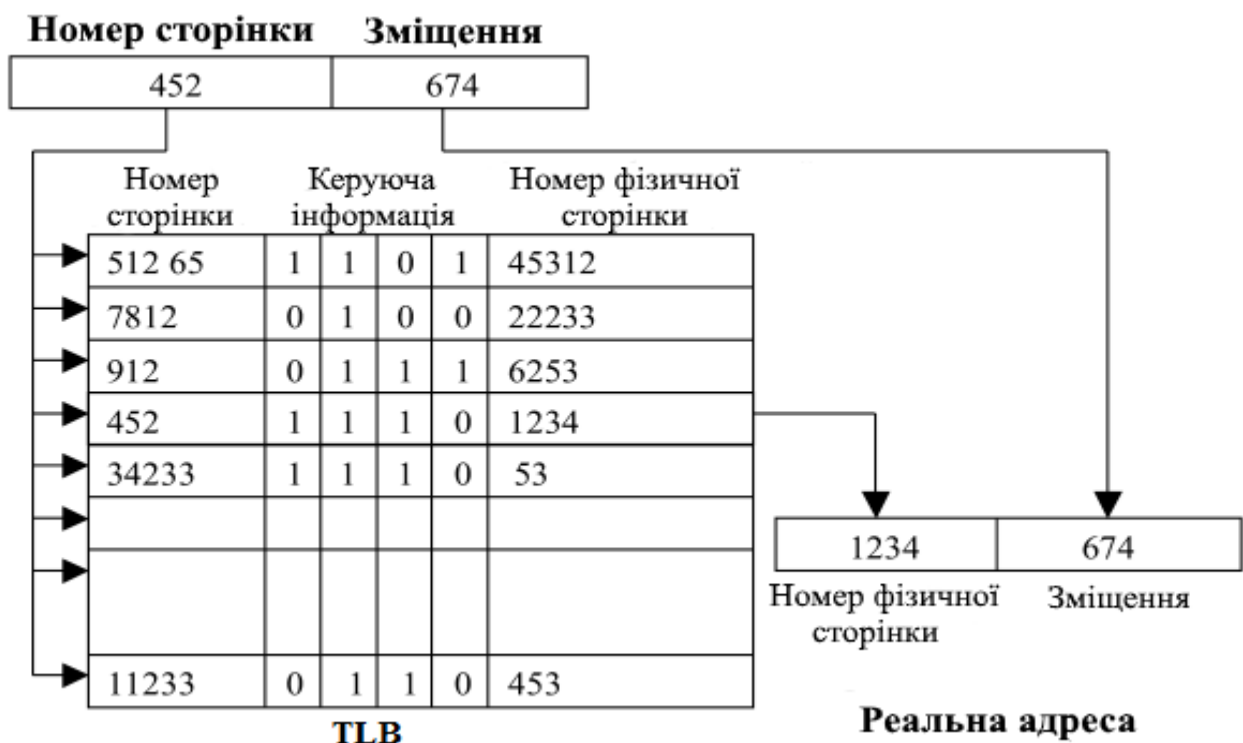 Номер сторінки Зміщення
452 674
Номер сторінки
Керуюча інформація
Номер фізичної сторінки
512 65 1 1 0 1 45312
7812 0 1 0 0 22233
912 0 1 1 1 6253
452 1 1 1 0 1234
34233 1 1 1 0 53
11233 0 1 1 0 453
TLB
1234 674
Номер фізичної сторінки
Зміщення
Реальна адреса